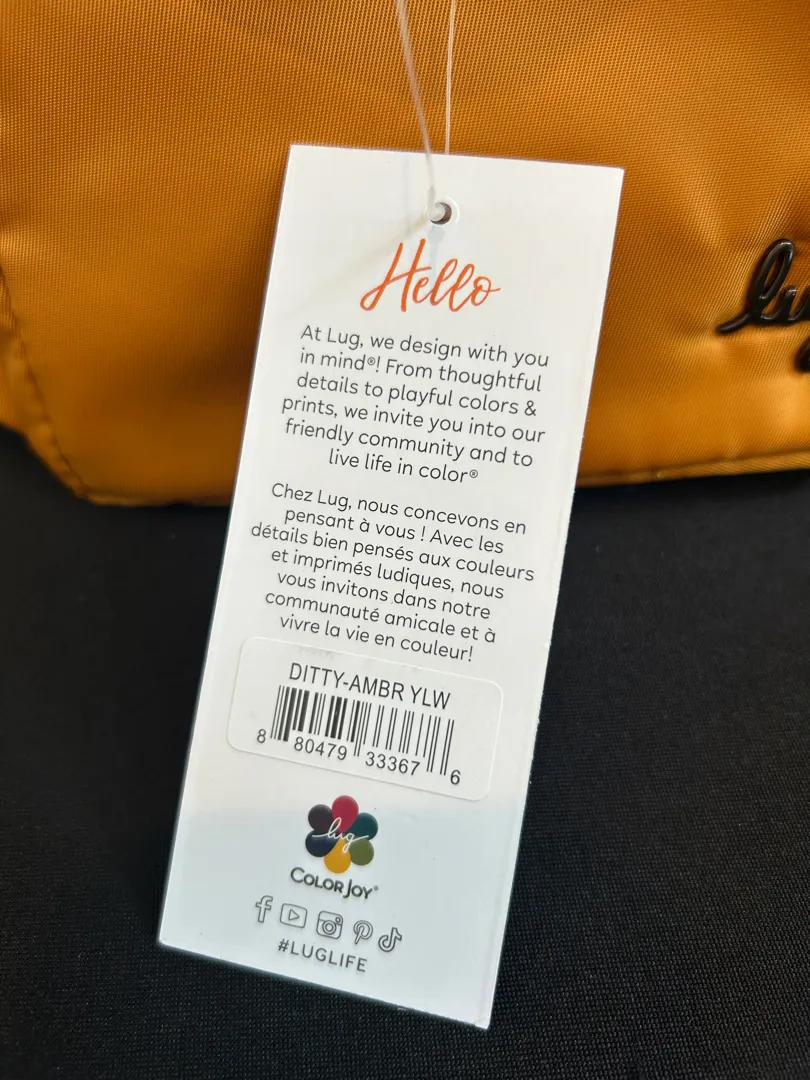 Hello
At Lug, we design with you
in mind®! From thoughtful
details to playful colors &
prints, we invite you into our
friendly community and to
live life in color®
Chez Lug, nous concevons en
pensant à vous ! Avec les
détails bien pensés aux couleurs
et imprimés ludiques, nous
vous invitons dans notre
communauté amicale et à
vivre la vie en couleur!
DITTY-AMBR YLW
8 80479 33367 6
lug
COLOR JOY®
#LUGLIFE